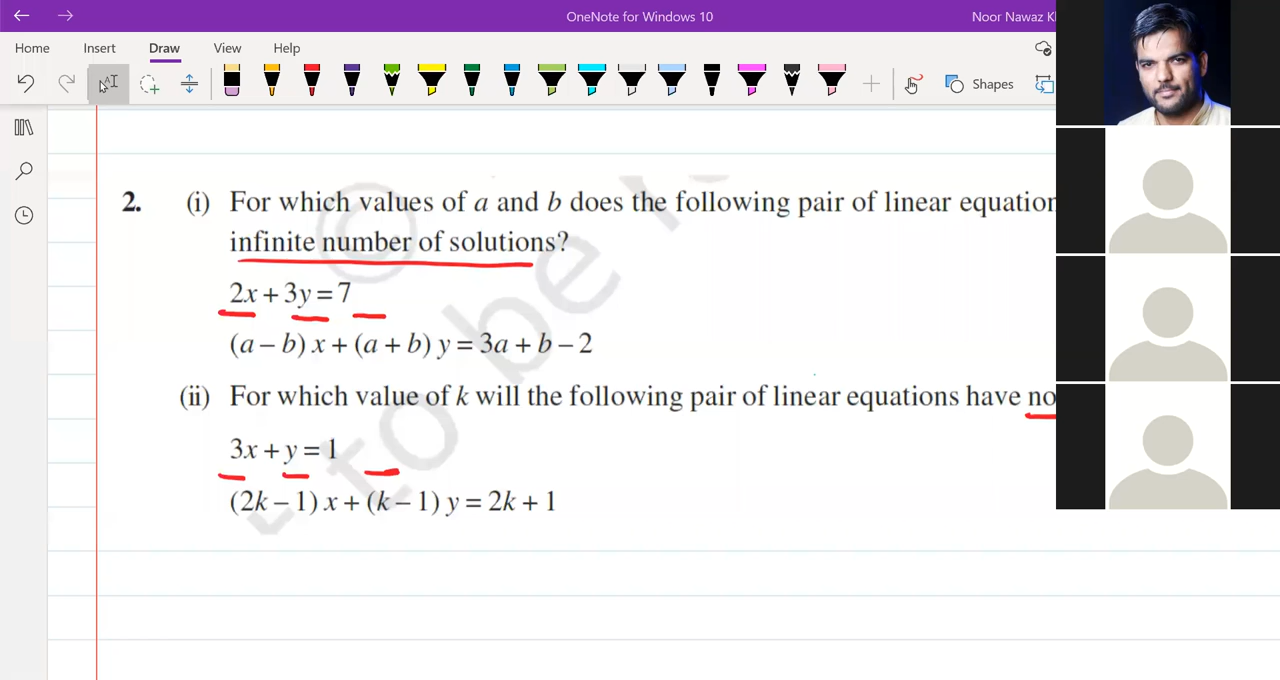 OneNote for Windows 10
Noor Nawaz
Home Insert Draw View Help
Shapes
2. (i) For which values of a and b does the following pair of linear equation
infinite number of solutions?
2x + 3y = 7
(a – b) x + (a + b) y = 3a + b – 2
(ii) For which value of k will the following pair of linear equations have no
3x + y = 1
(2k – 1) x + (k – 1) y = 2k + 1
©
to be